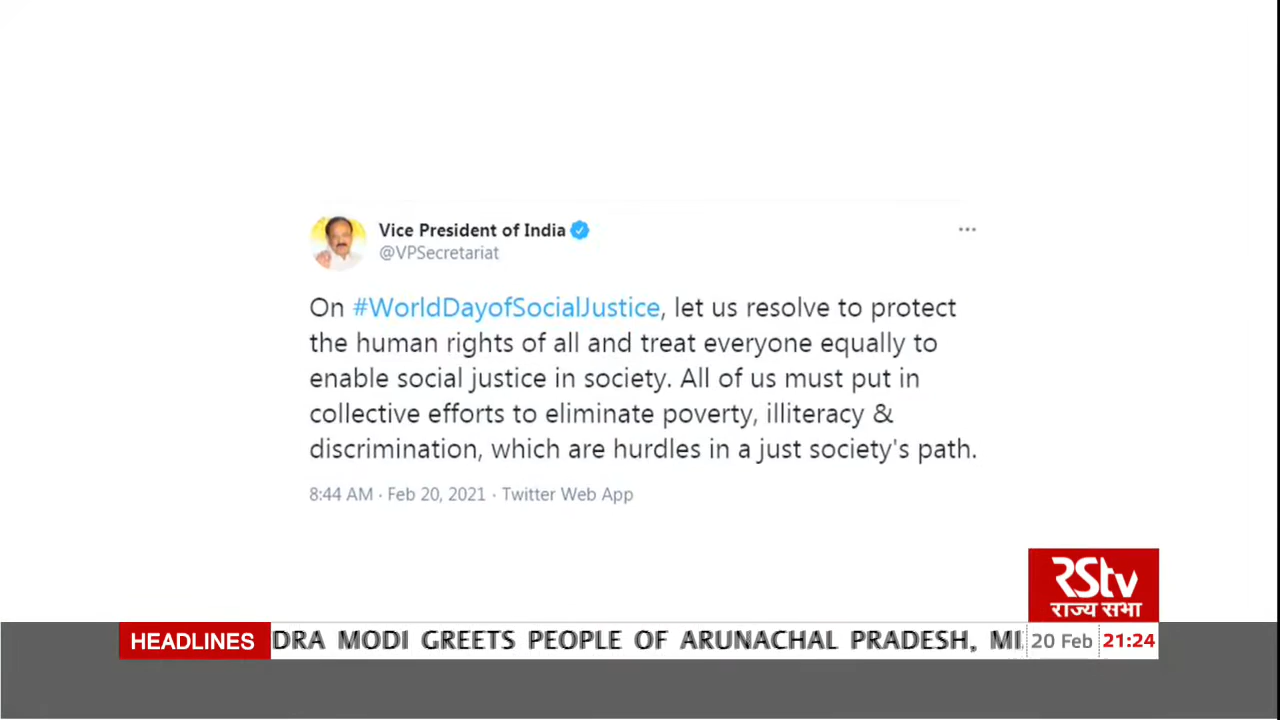 Vice President of India
@VPSecretariat
On #WorldDayofSocialJustice, let us resolve to protect
the human rights of all and treat everyone equally to
enable social justice in society. All of us must put in
collective efforts to eliminate poverty, illiteracy &
discrimination, which are hurdles in a just society's path.
8:44 AM · Feb 20, 2021 · Twitter Web App
RSTV
राज्य सभा
HEADLINES DRA MODI GREETS PEOPLE OF ARUNACHAL PRADESH, MI 20 Feb 21:24